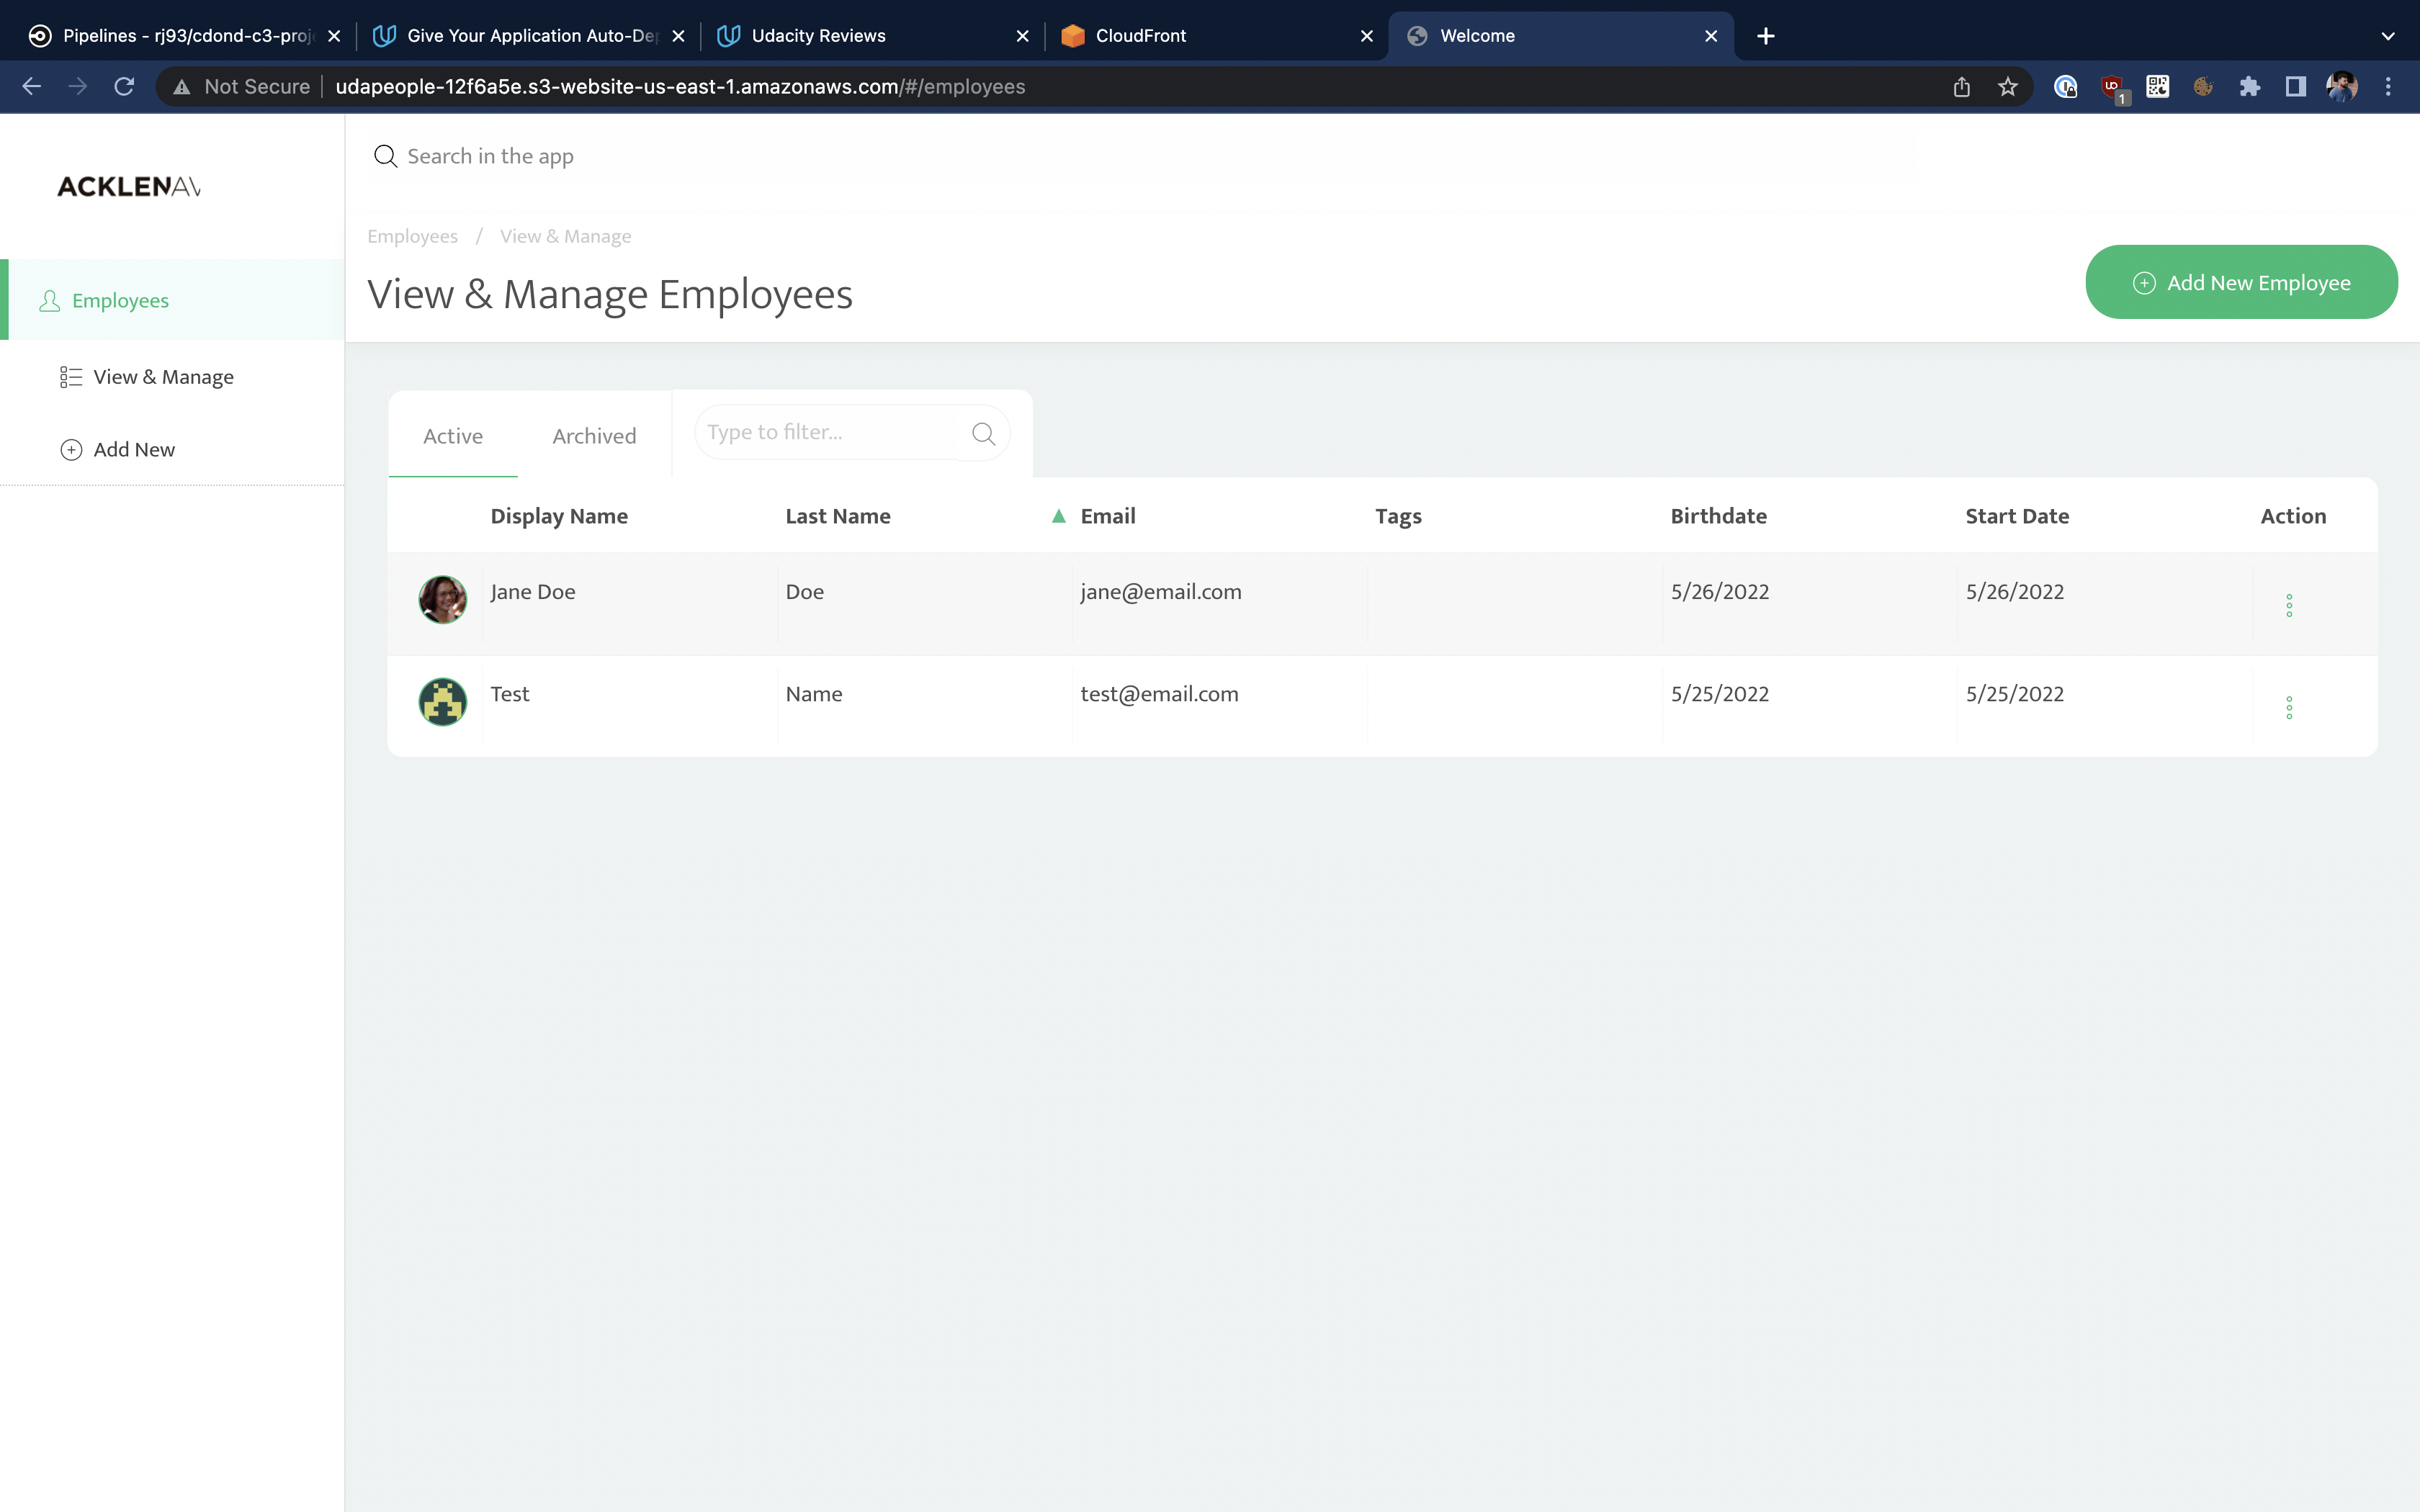 Pipelines - rj93/cdond-c3-proj
Give Your Application Auto-Dep
Udacity Reviews
CloudFront
Welcome
Not Secure udapeople-12f6a5e.s3-website-us-east-1.amazonaws.com/#/employees
1
ACKLENAV
Search in the app
Employees / View & Manage
View & Manage Employees
Add New Employee
Employees
View & Manage
Add New
Active Archived Type to filter...
Display Name Last Name Email Tags Birthdate Start Date Action
Jane Doe Doe jane@email.com 5/26/2022 5/26/2022
Test Name test@email.com 5/25/2022 5/25/2022